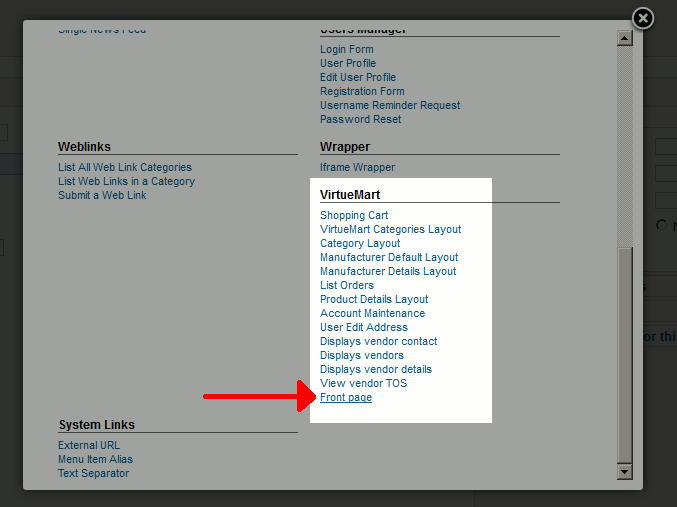 Single News Feed
Users Manager
Login Form
User Profile
Edit User Profile
Registration Form
Username Reminder Request
Password Reset
Weblinks
List All Web Link Categories
List Web Links in a Category
Submit a Web Link
Wrapper
Iframe Wrapper
VirtueMart
Shopping Cart
VirtueMart Categories Layout
Category Layout
Manufacturer Default Layout
Manufacturer Details Layout
List Orders
Product Details Layout
Account Maintenance
User Edit Address
Displays vendor contact
Displays vendors
Displays vendor details
View vendor TOS
Front page
System Links
External URL
Menu Item Alias
Text Separator